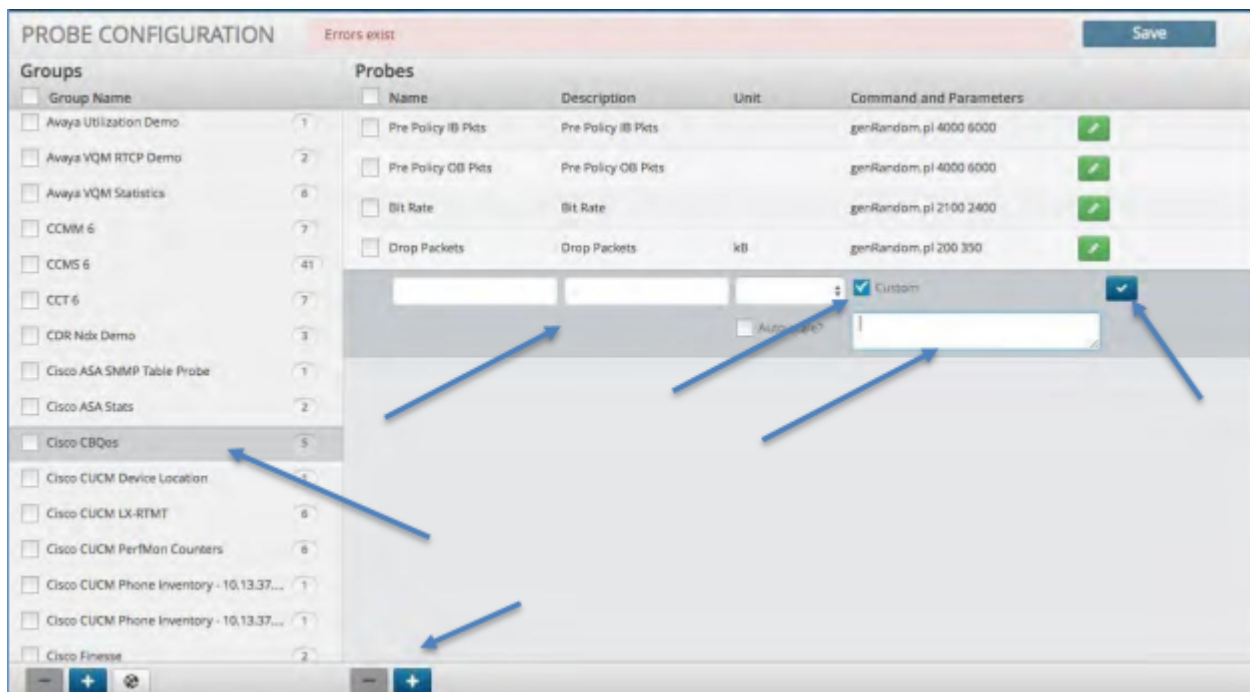 PROBE CONFIGURATION Errors exist Save
Groups Probes
Group Name Name Description Unit Command and Parameters
Avaya Utilization Demo 1
Pre Policy IB Pkts Pre Policy IB Pkts genRandom.pl 4000 6000
Avaya VQM RTCP Demo 2
Pre Policy OB Pkts Pre Policy OB Pkts genRandom.pl 4000 6000
Avaya VQM Statistics 6
Bit Rate Bit Rate genRandom.pl 2100 2400
CCMM 6 7
Drop Packets Drop Packets kB genRandom.pl 200 350
CCMS 6 41
Custom
CCT 6 7
Auto
CDR Ndx Demo 3
Cisco ASA SNMP Table Probe 1
Cisco ASA Stats 2
Cisco CBQos 5
Cisco CUCM Device Location
Cisco CUCM LX-RTMT 6
Cisco CUCM PerfMon Counters 6
Cisco CUCM Phone Inventory - 10.13.37.... 1
Cisco CUCM Phone Inventory - 10.13.37.... 1
Cisco Finesse 2